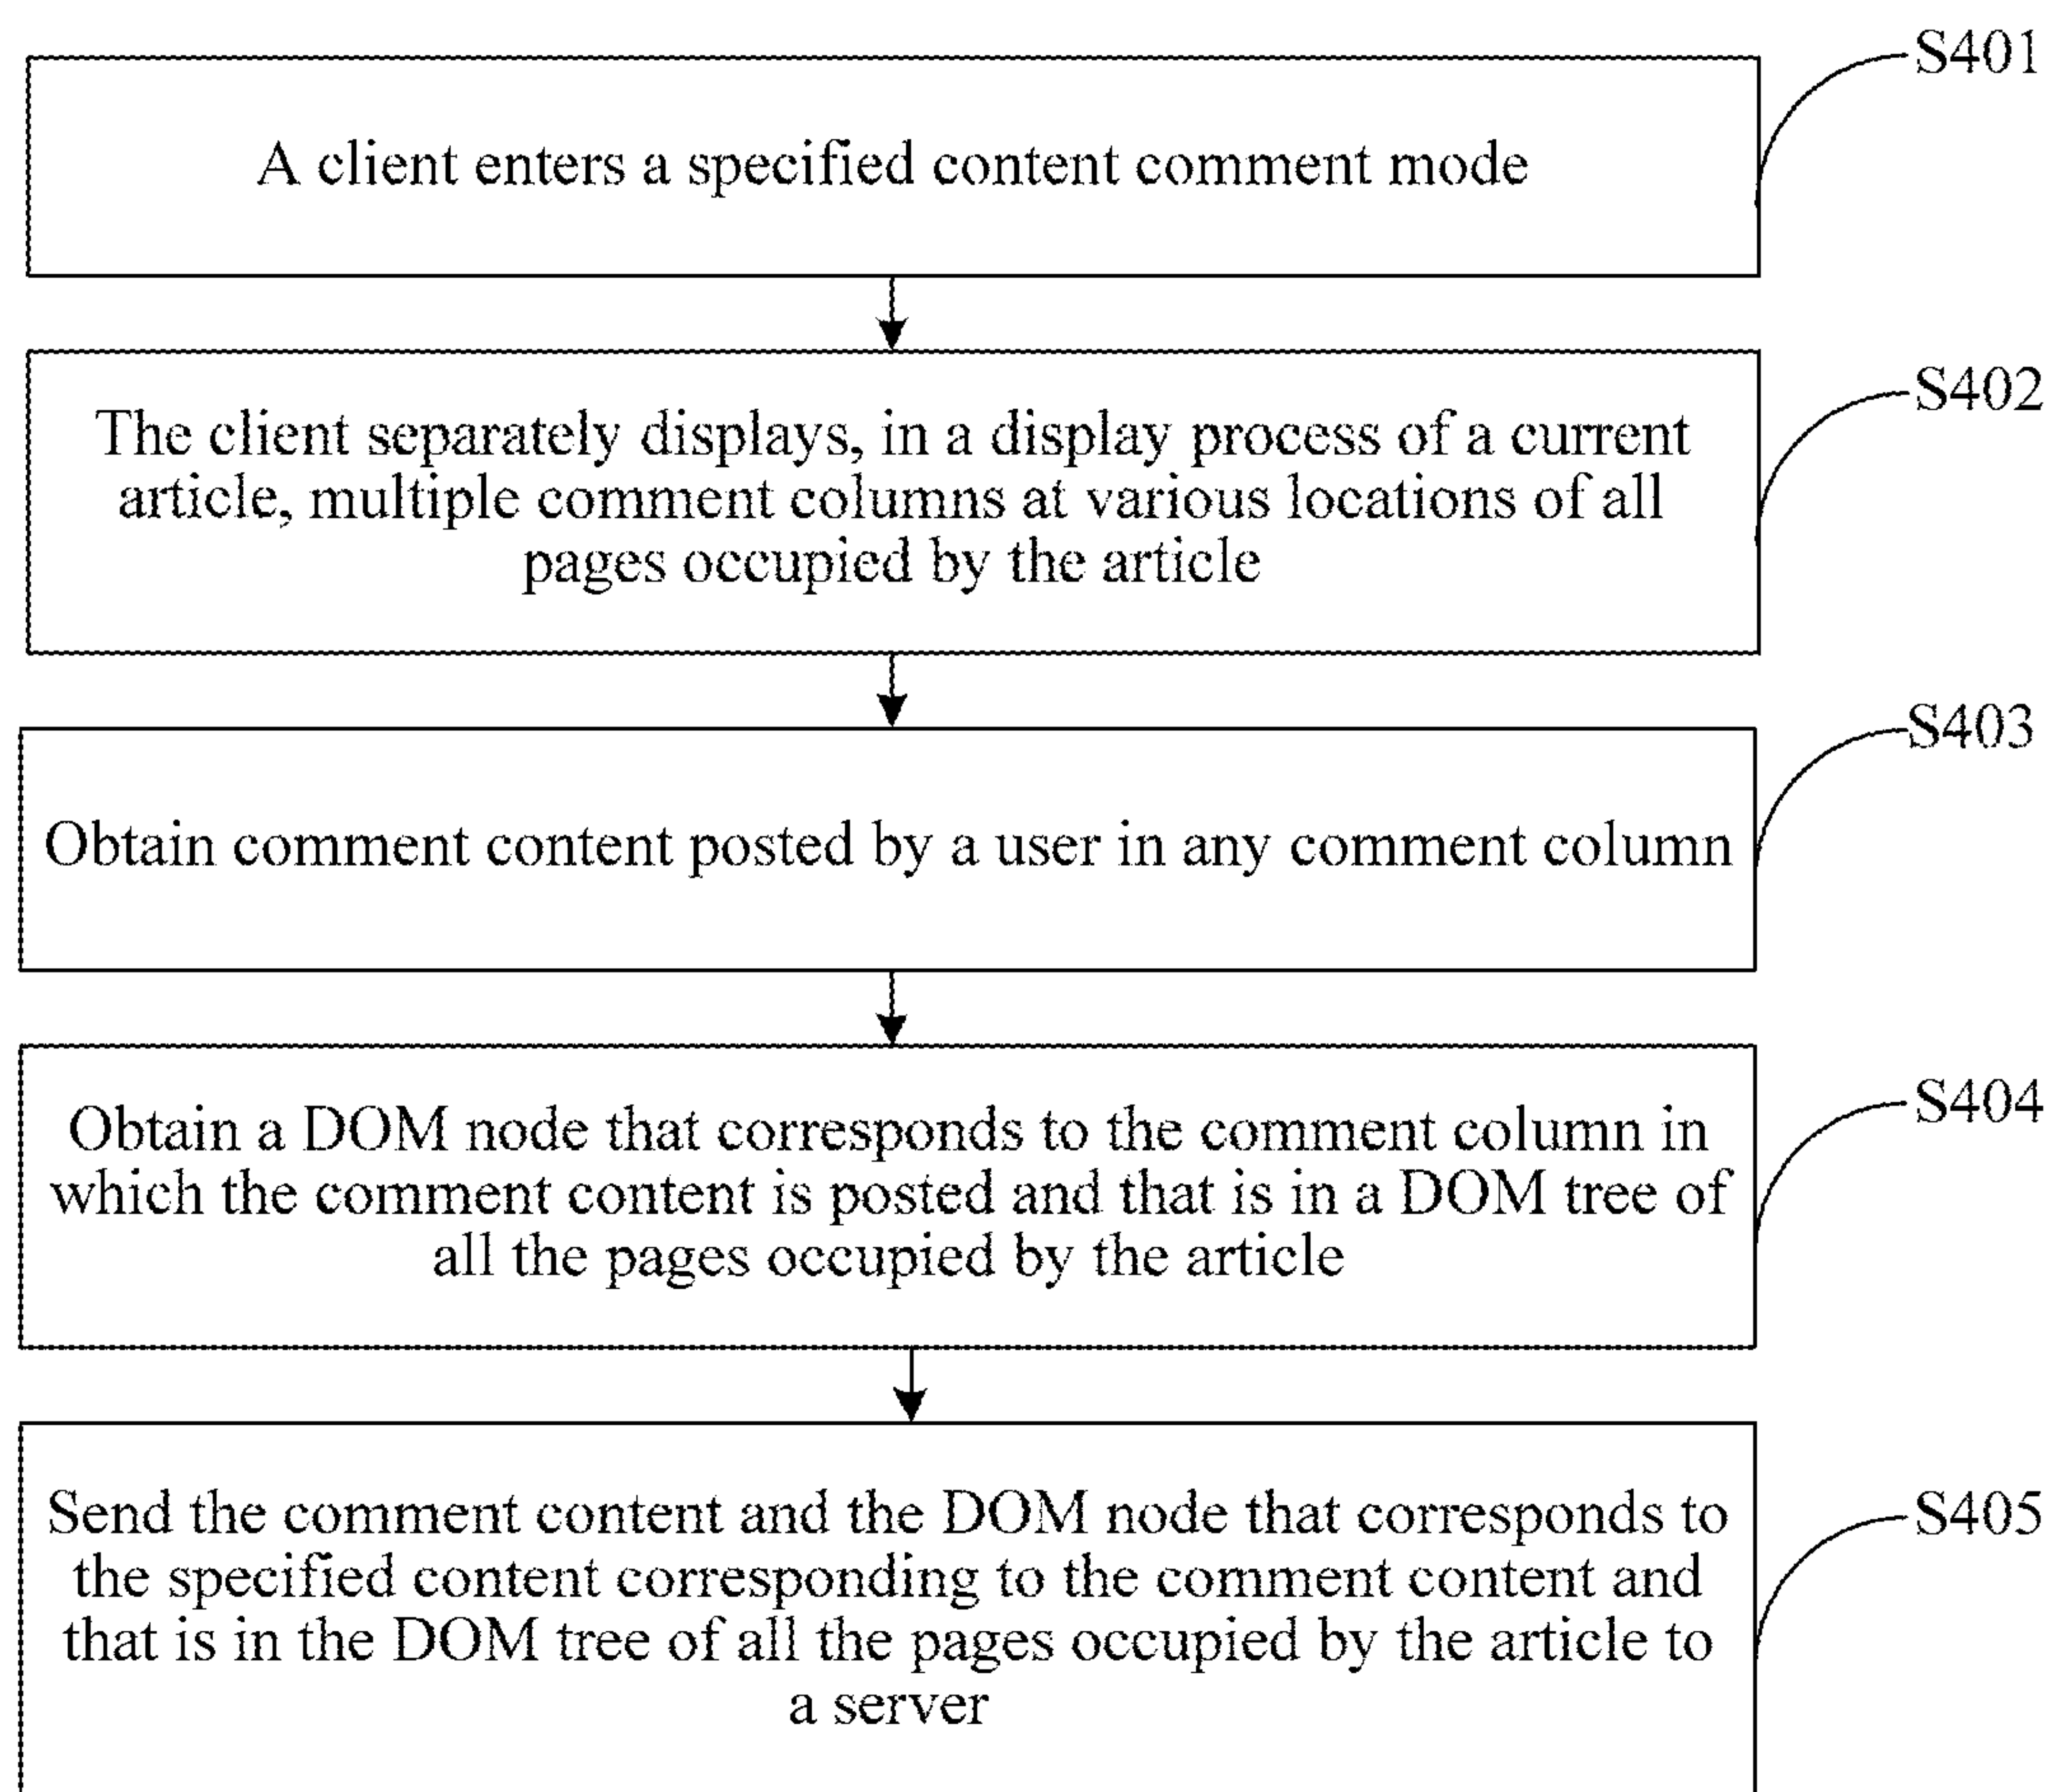 S401
A client enters a specified content comment mode
S402
The client separately displays, in a display process of a current
article, multiple comment columns at various locations of all
pages occupied by the article
S403
Obtain comment content posted by a user in any comment column
S404
Obtain a DOM node that corresponds to the comment column in
which the comment content is posted and that is in a DOM tree of
all the pages occupied by the article
S405
Send the comment content and the DOM node that corresponds to
the specified content corresponding to the comment content and
that is in the DOM tree of all the pages occupied by the article to
a server